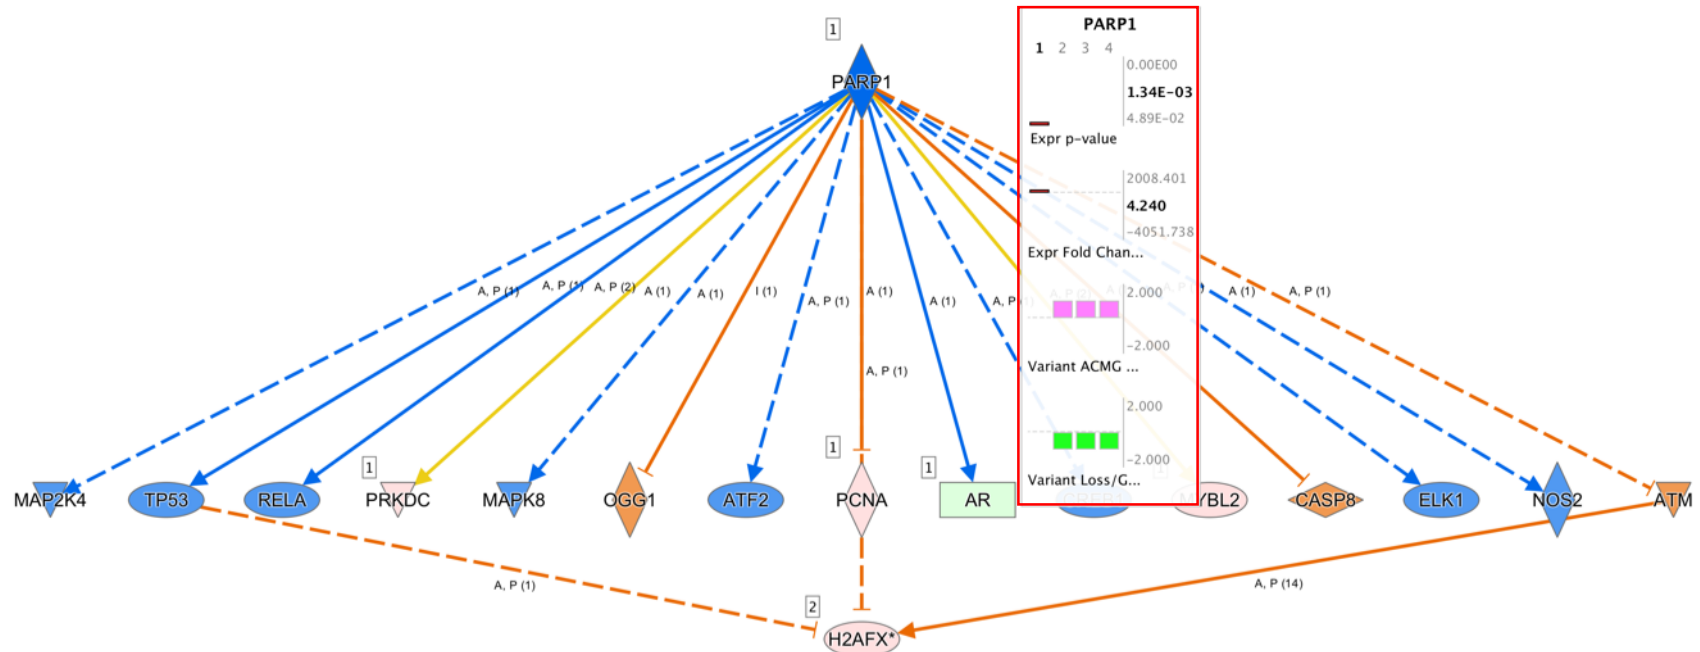 1
PARP1
PARP1
1 2 3 4
0.00E00
1.34E-03
4.89E-02
Expr p-value
2008.401
4.240
-4051.738
Expr Fold Chan...
2.000
-2.000
Variant ACMG ...
2.000
-2.000
Variant Loss/G...
A, P (1)
A, P (1)
A, P (2)
A (1)
A (1)
I (1)
A, P (1)
A (1)
A (1)
A (1)
A, P (1)
A, P (1)
1
1
1
MAP2K4
TP53
RELA
PRKDC
MAPK8
OGG1
ATF2
PCNA
AR
CREB1
MYBL2
CASP8
ELK1
NOS2
ATM
A, P (1)
A, P (14)
2
H2AFX*